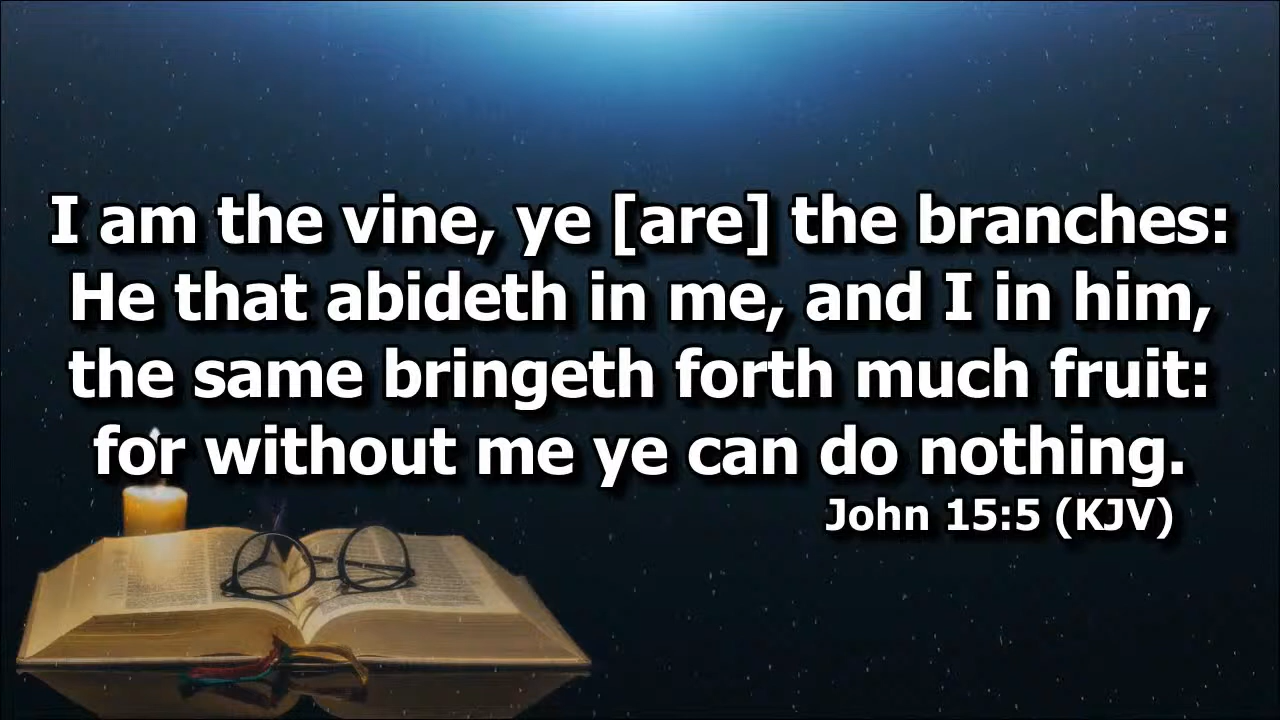 I am the vine, ye [are] the branches:
He that abideth in me, and I in him,
the same bringeth forth much fruit:
for without me ye can do nothing.
John 15:5 (KJV)